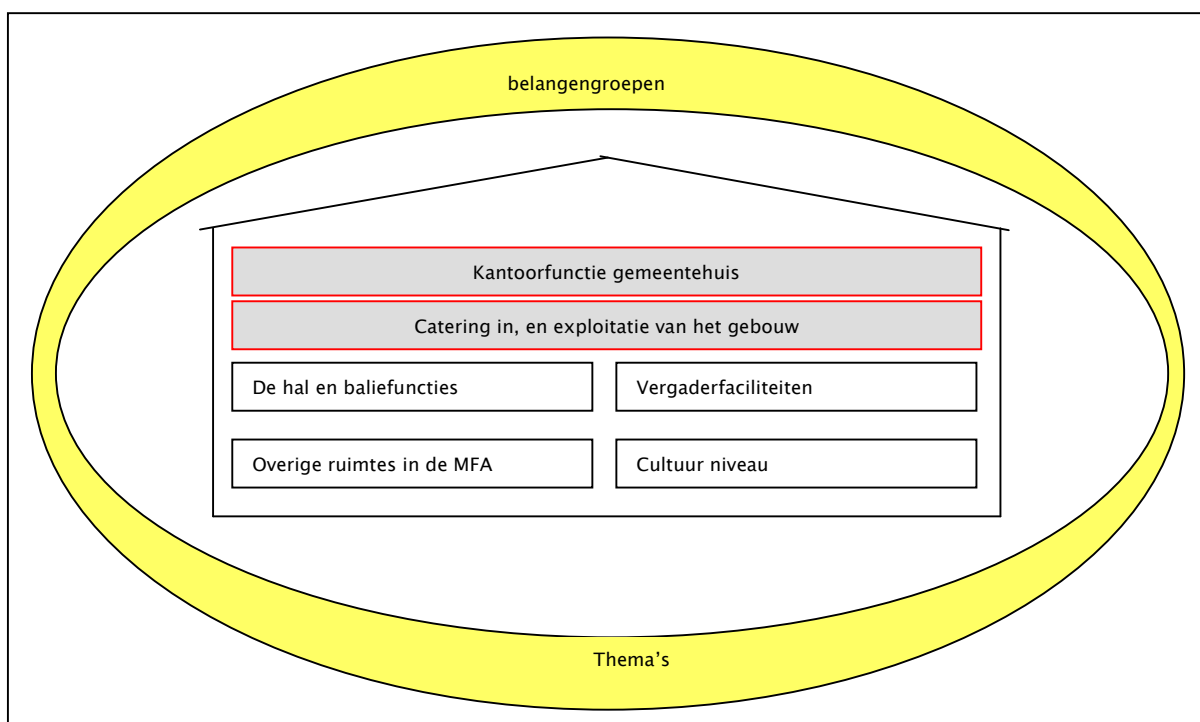 belangengroepen
Kantoorfunctie gemeentehuis
Catering in, en exploitatie van het gebouw
De hal en baliefuncties
Vergaderfaciliteiten
Overige ruimtes in de MFA
Cultuur niveau
Thema's